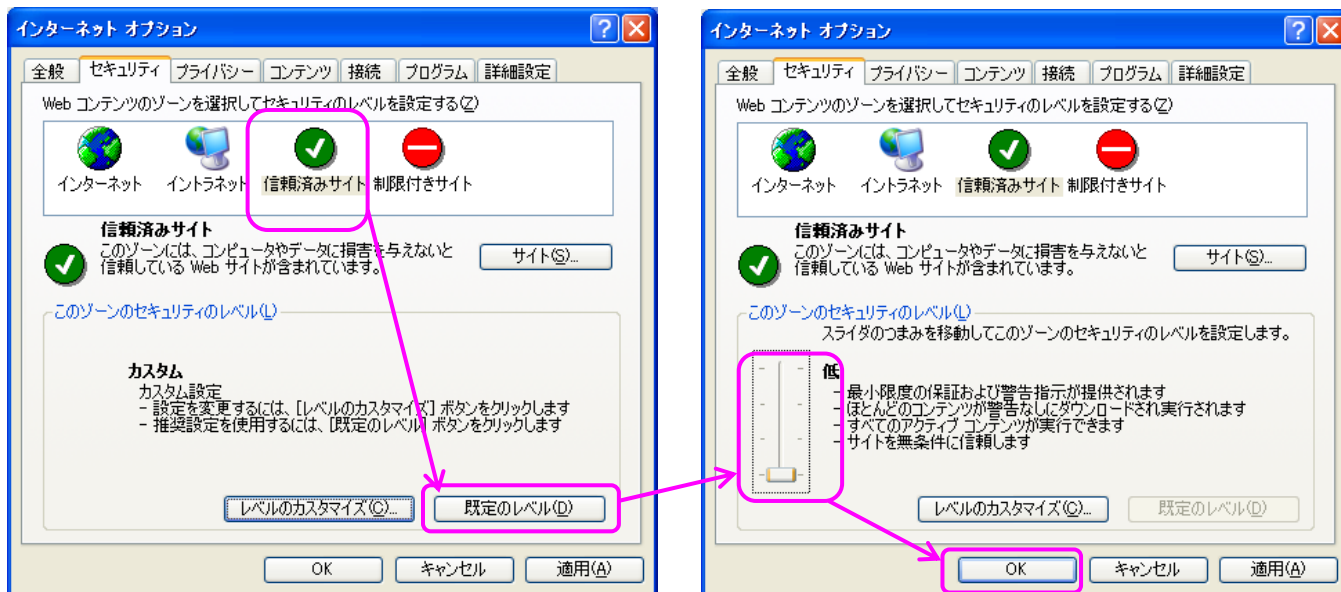 インターネット オプション
全般 セキュリティ プライバシー コンテンツ 接続 プログラム 詳細設定
Web コンテンツのゾーンを選択してセキュリティのレベルを設定する(Z)
インターネット イントラネット 信頼済みサイト 制限付きサイト
信頼済みサイト
このゾーンには、コンピュータやデータに損害を与えないと
信頼している Web サイトが含まれています。
サイト(S)...
このゾーンのセキュリティのレベル(L)
カスタム
カスタム設定
- 設定を変更するには、[レベルのカスタマイズ] ボタンをクリックします
- 推奨設定を使用するには、[既定のレベル] ボタンをクリックします
レベルのカスタマイズ(C)... 既定のレベル(D)
OK キャンセル 適用(A)
インターネット オプション
全般 セキュリティ プライバシー コンテンツ 接続 プログラム 詳細設定
Web コンテンツのゾーンを選択してセキュリティのレベルを設定する(Z)
インターネット イントラネット 信頼済みサイト 制限付きサイト
信頼済みサイト
このゾーンには、コンピュータやデータに損害を与えないと
信頼している Web サイトが含まれています。
サイト(S)...
このゾーンのセキュリティのレベル(L)
スライダのつまみを移動してこのゾーンのセキュリティのレベルを設定します。
低
- 最小限度の保証および警告指示が提供されます
- ほとんどのコンテンツが警告なしにダウンロードされ実行されます
- すべてのアクティブ コンテンツが実行できます
- サイトを無条件に信頼します
レベルのカスタマイズ(C)... 既定のレベル(D)
OK キャンセル 適用(A)